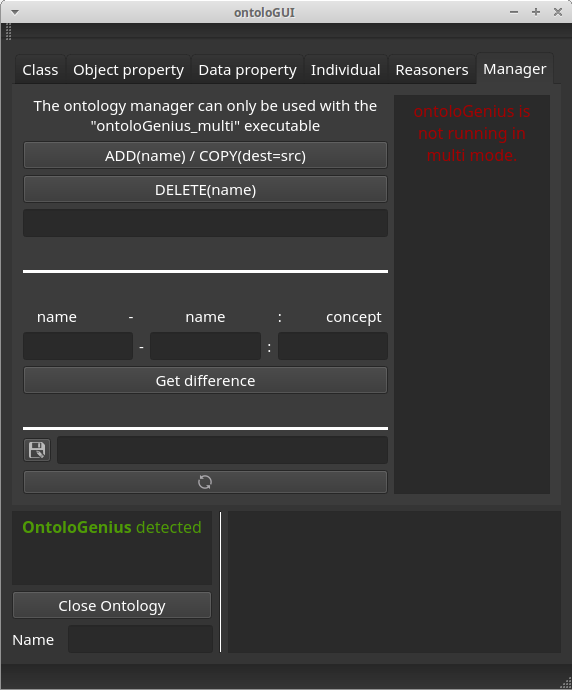 ontoloGUI
Class Object property Data property Individual Reasoners Manager
The ontology manager can only be used with the
"ontoloGenius_multi" executable
ADD(name) / COPY(dest=src)
DELETE(name)
name - name : concept
- :
Get difference
ontoloGenius is
not running in
multi mode
OntoloGenius detected
Close Ontology
Name